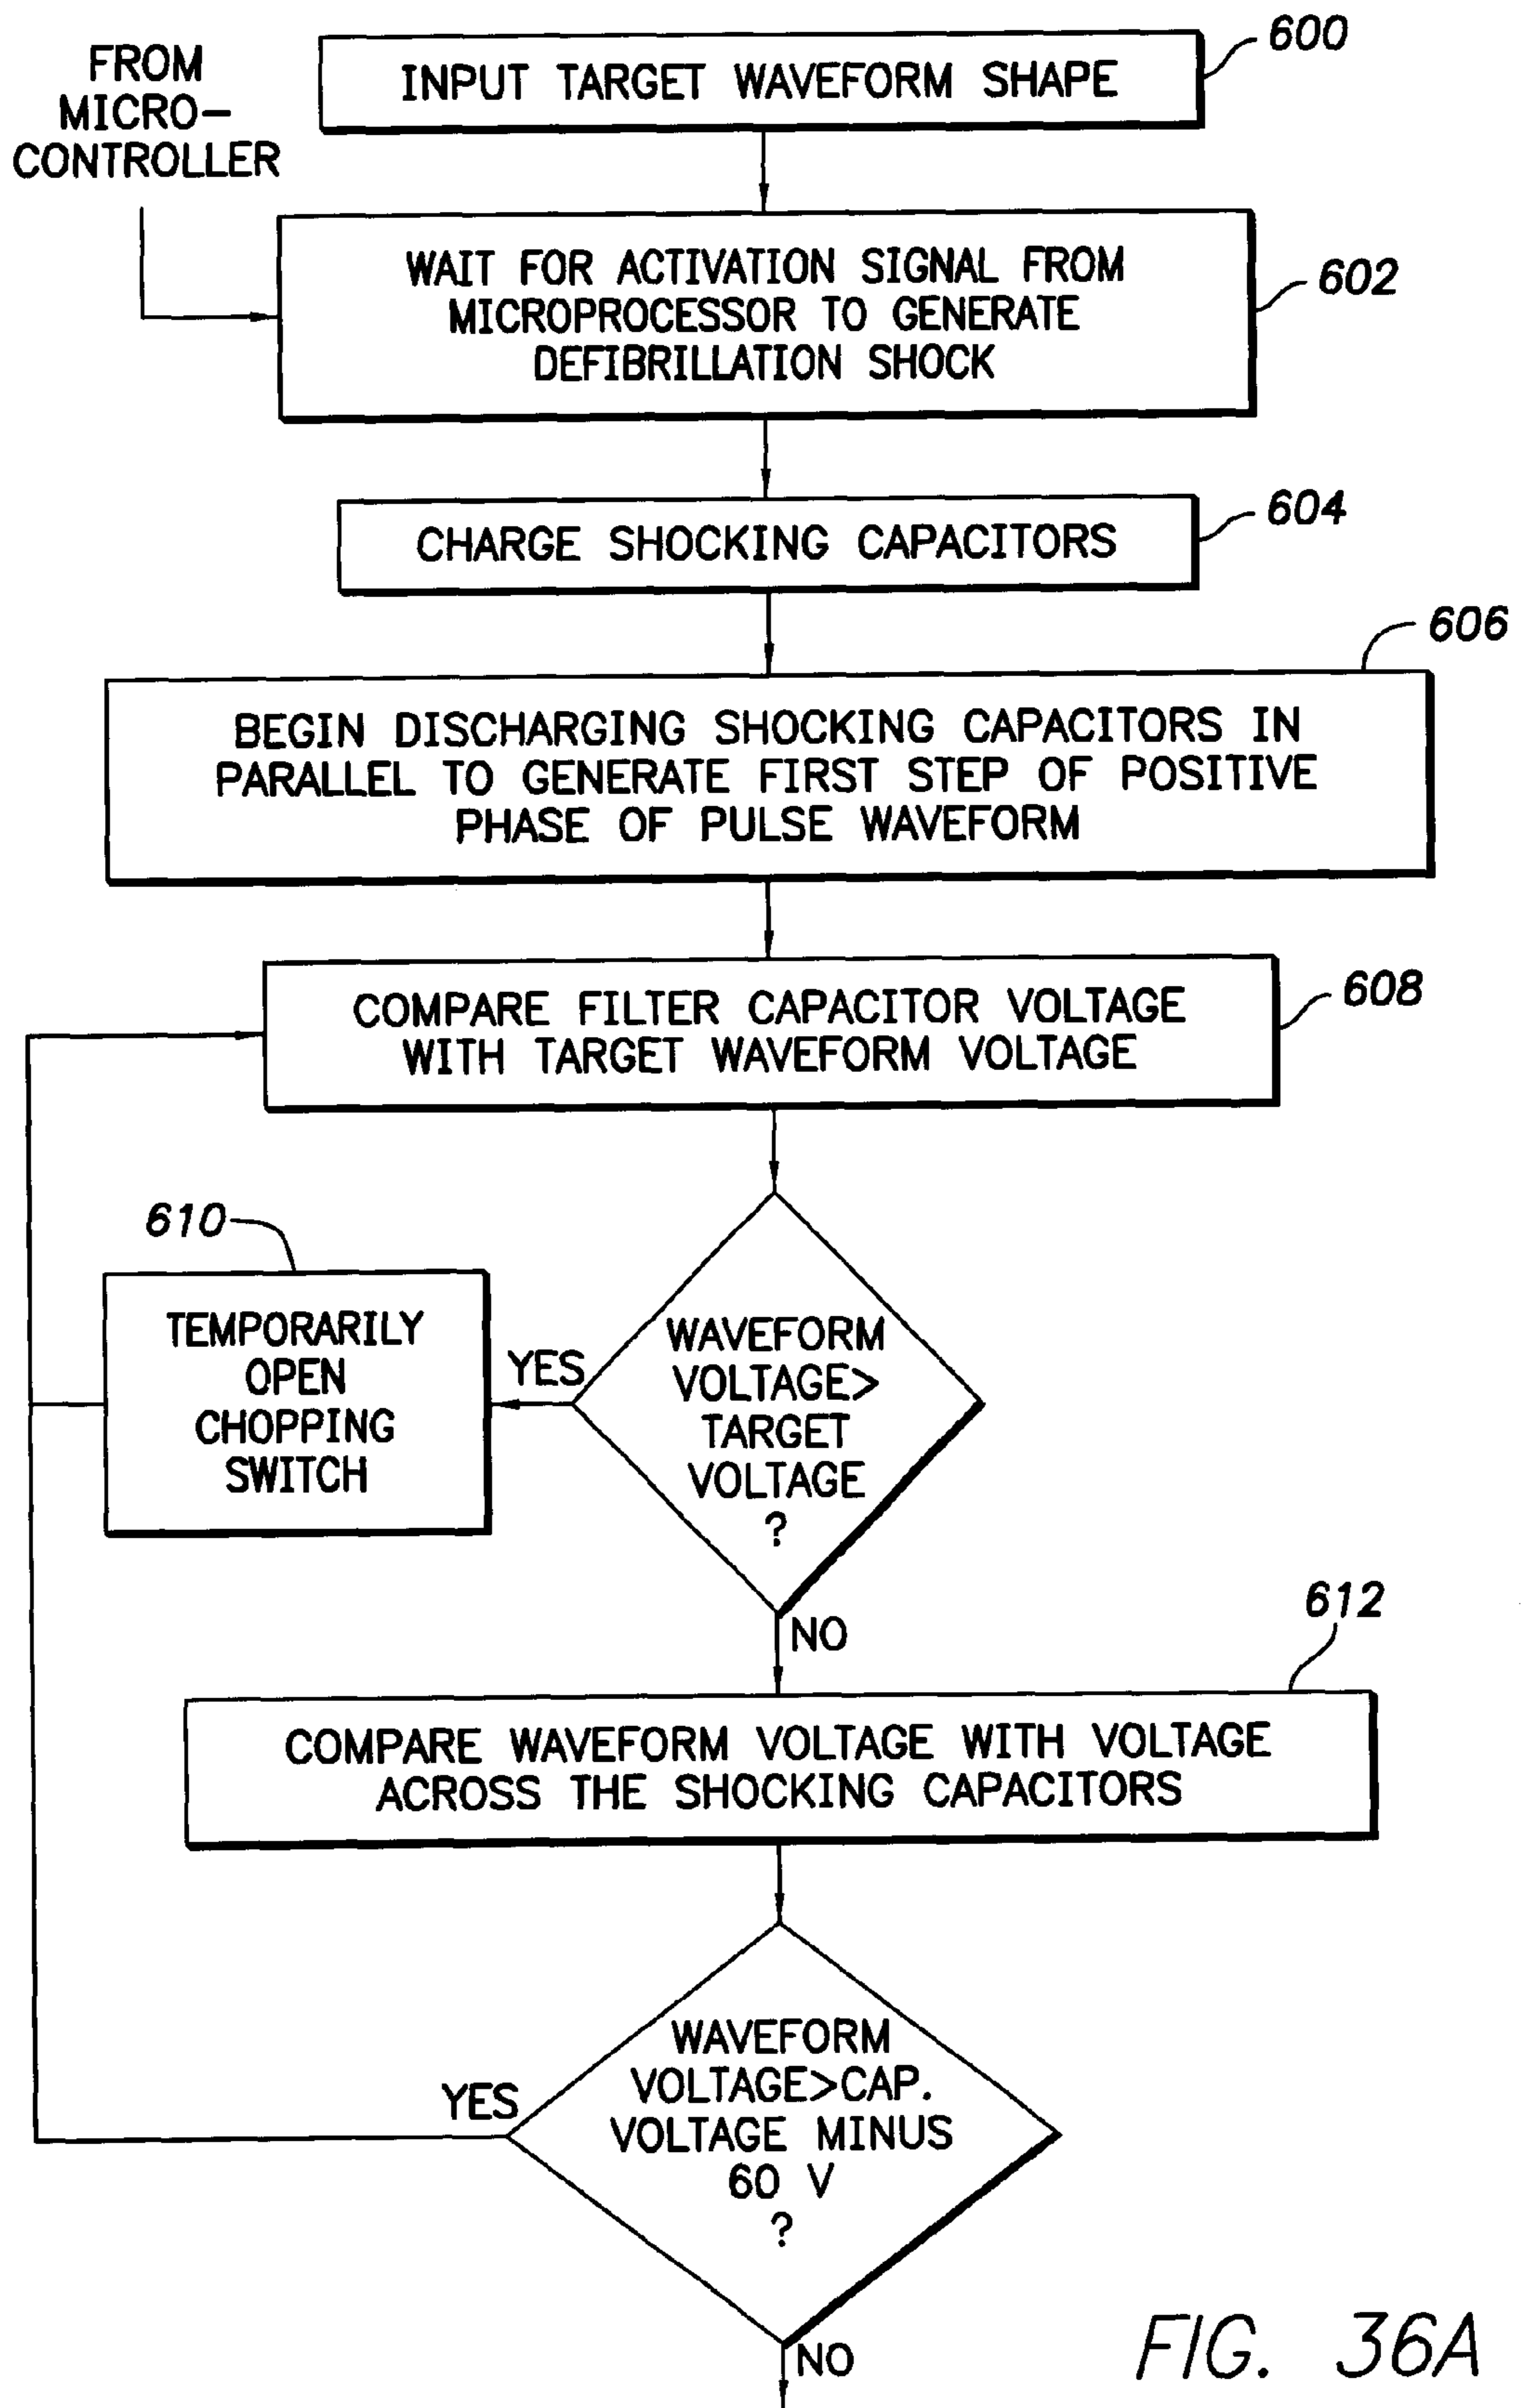 600
INPUT TARGET WAVEFORM SHAPE
FROM
MICRO-
CONTROLLER
WAIT FOR ACTIVATION SIGNAL FROM
MICROPROCESSOR TO GENERATE
DEFIBRILLATION SHOCK
602
CHARGE SHOCKING CAPACITORS
604
606
BEGIN DISCHARGING SHOCKING CAPACITORS IN
PARALLEL TO GENERATE FIRST STEP OF POSITIVE
PHASE OF PULSE WAVEFORM
COMPARE FILTER CAPACITOR VOLTAGE
WITH TARGET WAVEFORM VOLTAGE
608
610
TEMPORARILY
OPEN
CHOPPING
SWITCH
YES
WAVEFORM
VOLTAGE>
TARGET
VOLTAGE
?
NO
612
COMPARE WAVEFORM VOLTAGE WITH VOLTAGE
ACROSS THE SHOCKING CAPACITORS
YES
WAVEFORM
VOLTAGE>CAP.
VOLTAGE MINUS
60 V
?
NO
FIG. 36A